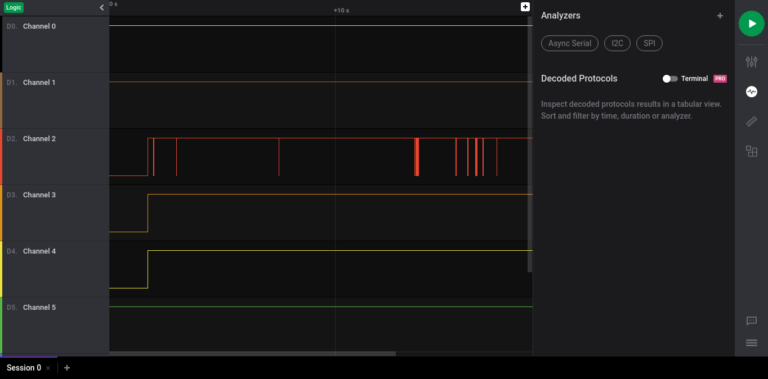 Logic
0 s
+10 s
D0. Channel 0
D1. Channel 1
D2. Channel 2
D3. Channel 3
D4. Channel 4
D5. Channel 5
Analyzers
Async Serial
I2C
SPI
Decoded Protocols
Terminal
PRO
Inspect decoded protocols results in a tabular view.
Sort and filter by time, duration or analyzer.
Session 0